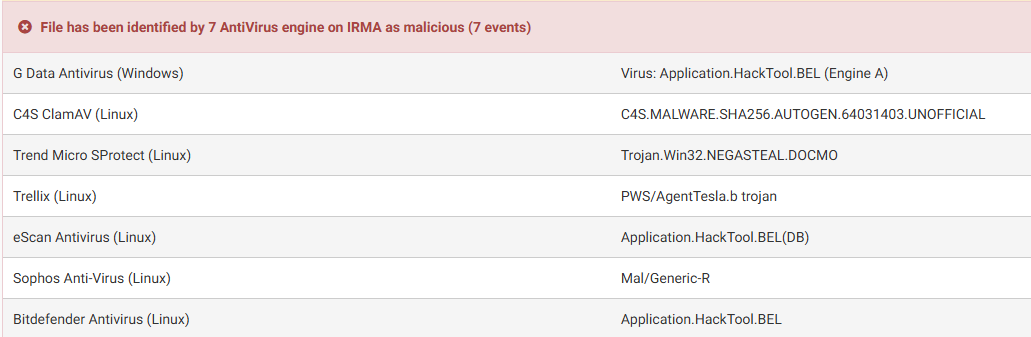 File has been identified by 7 AntiVirus engine on IRMA as malicious (7 events)
G Data Antivirus (Windows) Virus: Application.HackTool.BEL (Engine A)
C4S ClamAV (Linux) C4S.MALWARE.SHA256.AUTOGEN.64031403.UNOFFICIAL
Trend Micro SProtect (Linux) Trojan.Win32.NEGASTEAL.DOCMO
Trellix (Linux) PWS/AgentTesla.b trojan
eScan Antivirus (Linux) Application.HackTool.BEL(DB)
Sophos Anti-Virus (Linux) Mal/Generic-R
Bitdefender Antivirus (Linux) Application.HackTool.BEL